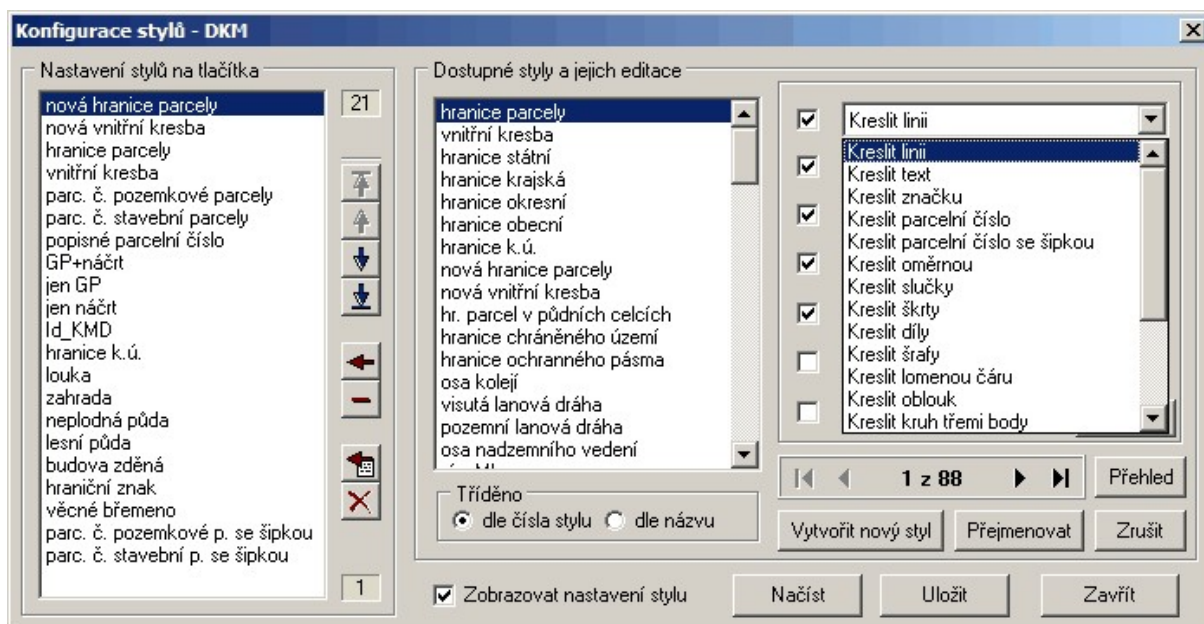 Konfigurace stylů - DKM
Nastavení stylů na tlačítka
nová hranice parcely
nová vnitřní kresba
hranice parcely
vnitřní kresba
parc. č. pozemkové parcely
parc. č. stavební parcely
popisné parcelní číslo
GP+náčrt
jen GP
jen náčrt
Id_KMD
hranice k.ú.
louka
zahrada
neplodná půda
lesní půda
budova zděná
hraniční znak
věcné břemeno
parc. č. pozemkové p. se šipkou
parc. č. stavební p. se šipkou
21
1
Dostupné styly a jejich editace
hranice parcely
vnitřní kresba
hranice státní
hranice krajská
hranice okresní
hranice obecní
hranice k.ú.
nová hranice parcely
nová vnitřní kresba
hr. parcel v půdních celcích
hranice chráněného území
hranice ochranného pásma
osa kolejí
visutá lanová dráha
pozemní lanová dráha
osa nadzemního vedení
Tříděno
dle čísla stylu
dle názvu
Kreslit linii
Kreslit linii
Kreslit text
Kreslit značku
Kreslit parcelní číslo
Kreslit parcelní číslo se šipkou
Kreslit oměrnou
Kreslit slučky
Kreslit škrty
Kreslit díly
Kreslit šrafy
Kreslit lomenou čáru
Kreslit oblouk
Kreslit kruh třemi body
1 z 88
Přehled
Vytvořit nový styl
Přejmenovat
Zrušit
Zobrazovat nastavení stylu
Načíst
Uložit
Zavřít